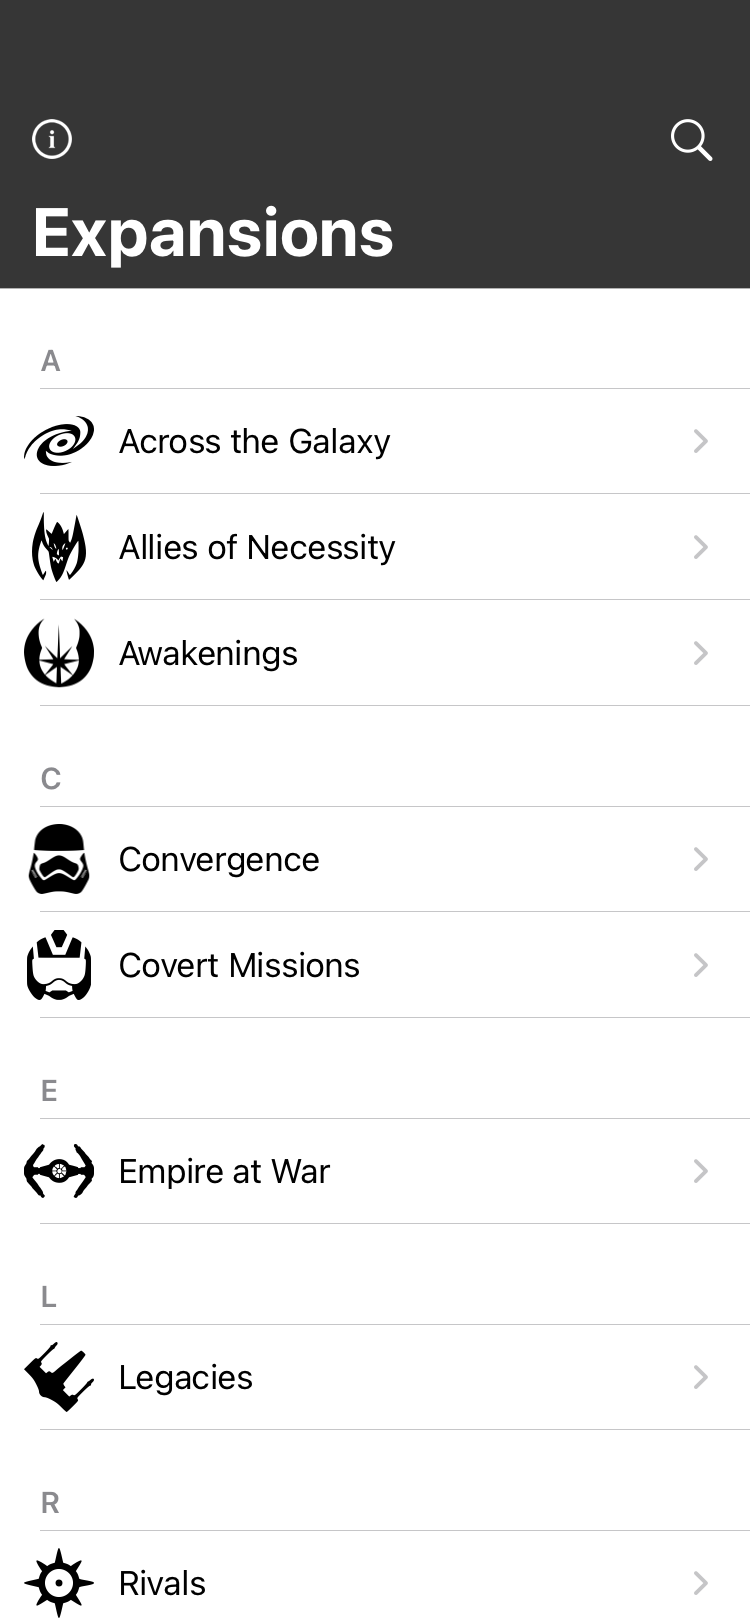 Expansions
A
Across the Galaxy
Allies of Necessity
Awakenings
C
Convergence
Covert Missions
E
Empire at War
L
Legacies
R
Rivals